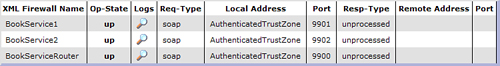 XML Firewall Name Op-State Logs Req-Type Local Address Port Resp-Type Remote Address Port
BookService1 up soap AuthenticatedTrustZone 9901 unprocessed
BookService2 up soap AuthenticatedTrustZone 9902 unprocessed
BookServiceRouter up soap AuthenticatedTrustZone 9900 unprocessed